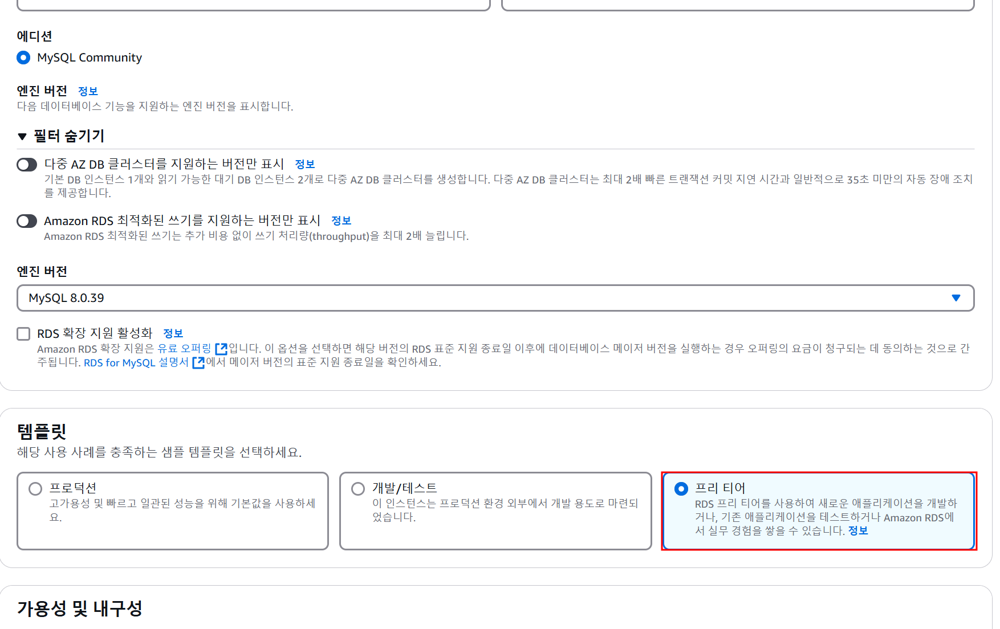 에디션
MySQL Community
엔진 버전 정보
다음 데이터베이스 기능을 지원하는 엔진 버전을 표시합니다.
필터 숨기기
다중 AZ DB 클러스터를 지원하는 버전만 표시 정보
기본 DB 인스턴스 1개와 읽기 가능한 대기 DB 인스턴스 2개로 다중 AZ DB 클러스터를 생성합니다. 다중 AZ DB 클러스터는 최대 2배 빠른 트랜잭션 커밋 지연 시간과 일반적으로 35초 미만의 자동 장애 조치
를 제공합니다.
Amazon RDS 최적화된 쓰기를 지원하는 버전만 표시 정보
Amazon RDS 최적화된 쓰기는 추가 비용 없이 쓰기 처리량(throughput)을 최대 2배 늘립니다.
엔진 버전
MySQL 8.0.39
RDS 확장 지원 활성화 정보
Amazon RDS 확장 지원은 유료 오퍼링 입니다. 이 옵션을 선택하면 해당 버전의 RDS 표준 지원 종료일 이후에 데이터베이스 메이저 버전을 실행하는 경우 오퍼링의 요금이 청구되는 데 동의하는 것으로 간
주됩니다. RDS for MySQL 설명서 에서 메이저 버전의 표준 지원 종료일을 확인하세요.
템플릿
해당 사용 사례를 충족하는 샘플 템플릿을 선택하세요.
프로덕션
고가용성 및 빠르고 일관된 성능을 위해 기본값을 사용하세
요.
개발/테스트
이 인스턴스는 프로덕션 환경 외부에서 개발 용도로 마련되
었습니다.
프리 티어
RDS 프리 티어를 사용하여 새로운 애플리케이션을 개발하
거나, 기존 애플리케이션을 테스트하거나 Amazon RDS에
서 실무 경험을 쌓을 수 있습니다. 정보
가용성 및 내구성